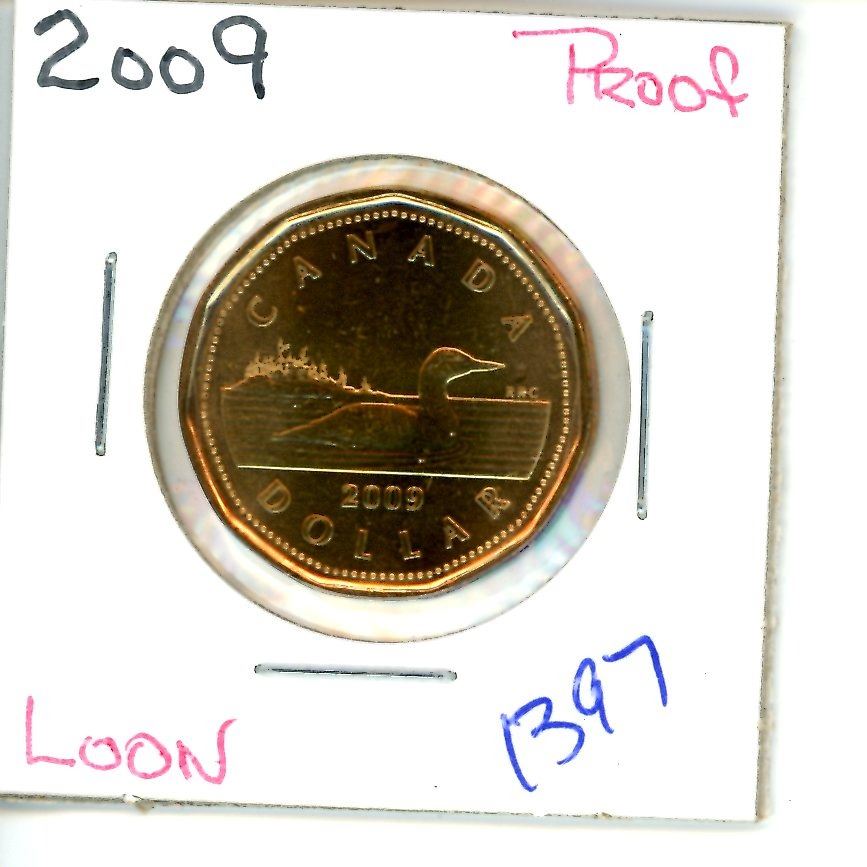 2009 Proof
CANADA
RRC
2009
DOLLAR
LOON 1397